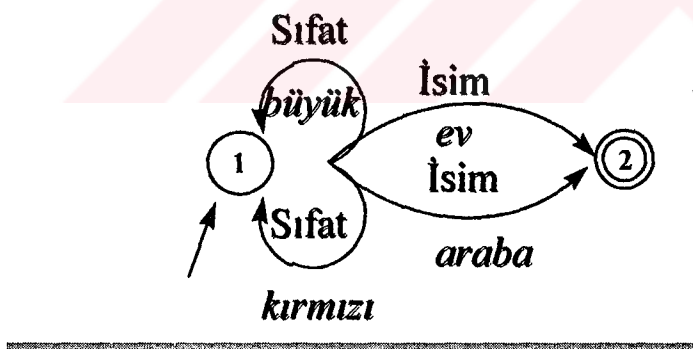 Sıfat
büyük
İsim
ev
1
İsim
2
Sıfat
araba
kırmızı